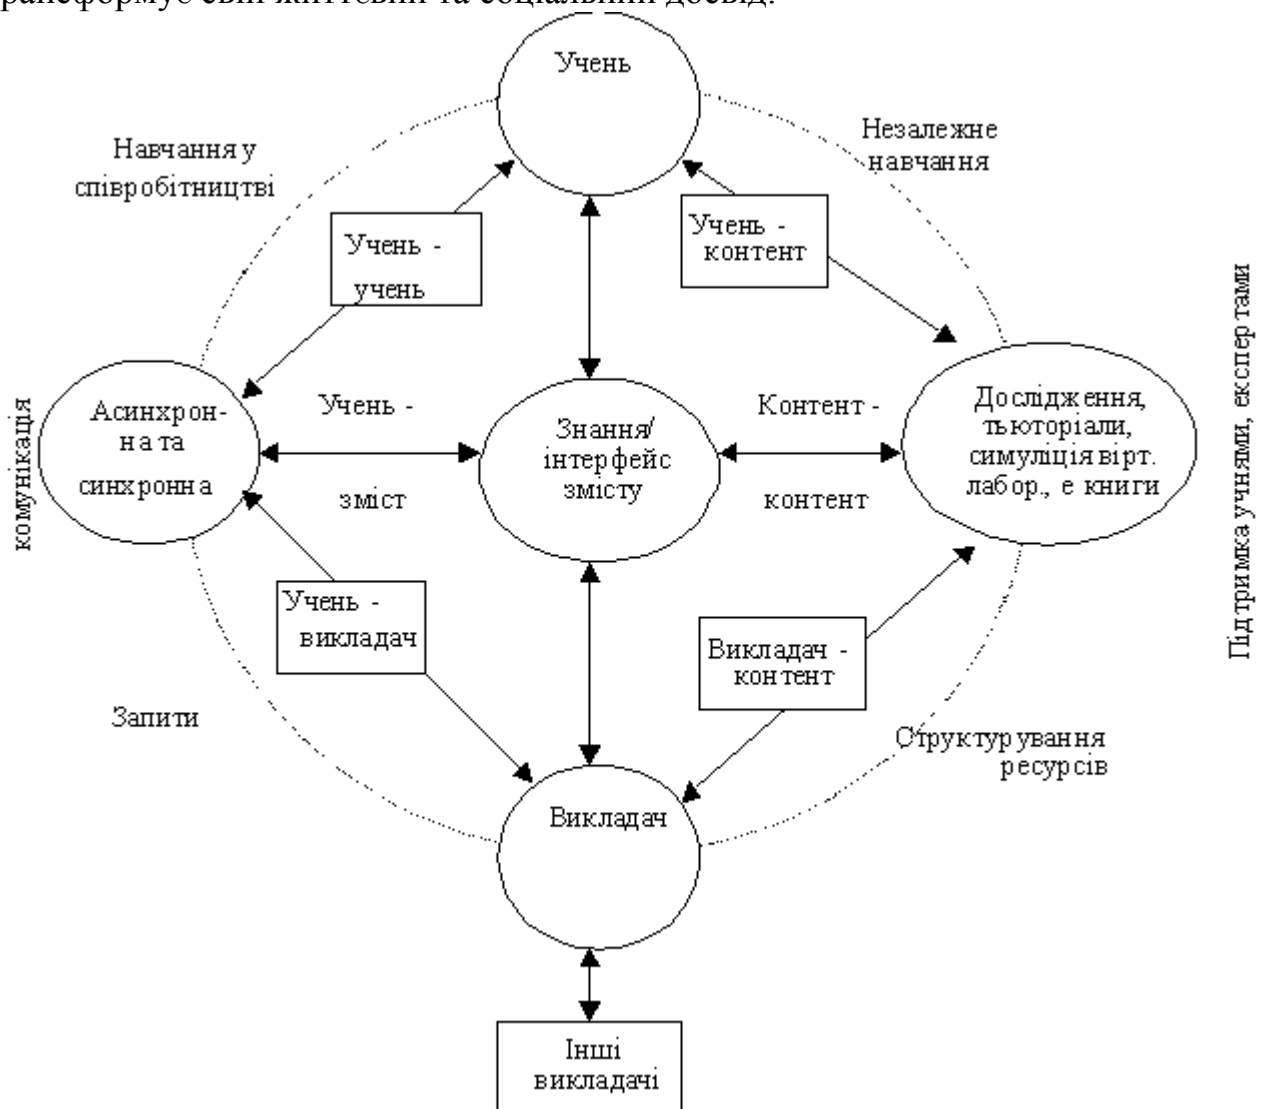 трансформує свій життєвий та соціальний досвід.
Учень
Навчання у
співробітництві
Незалежне
навчання
Учень -
учень
Учень -
контент
комунікація
Асинхрон-
на та
синхронна
Учень -
зміст
Знання/
інтерфейс
змісту
Контент -
контент
Дослідження,
тьюторіали,
симуліція вірт.
лабор., е книги
Підтримка учнями, експертами
Учень -
викладач
Викладач -
контент
Запити
Структурування
ресурсів
Викладач
Інші
викладачі